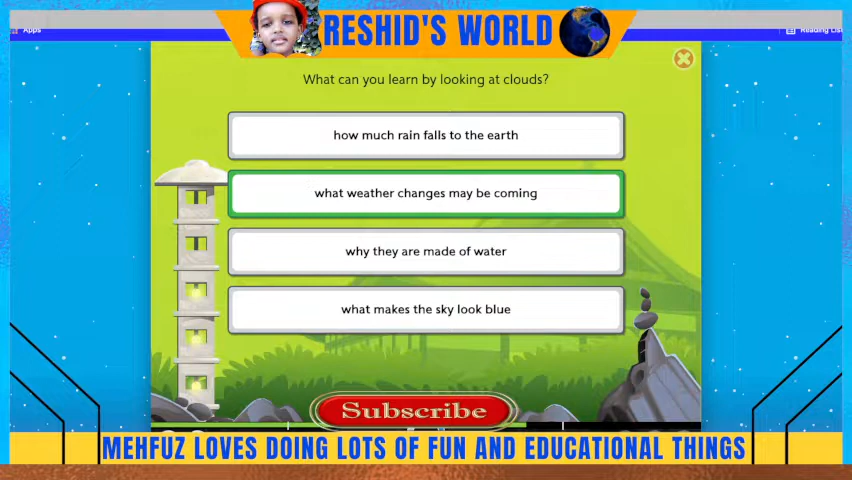 RESHID'S WORLD
Apps
Reading List
What can you learn by looking at clouds?
how much rain falls to the earth
what weather changes may be coming
why they are made of water
what makes the sky look blue
Subscribe
MEHFUZ LOVES DOING LOTS OF FUN AND EDUCATIONAL THINGS